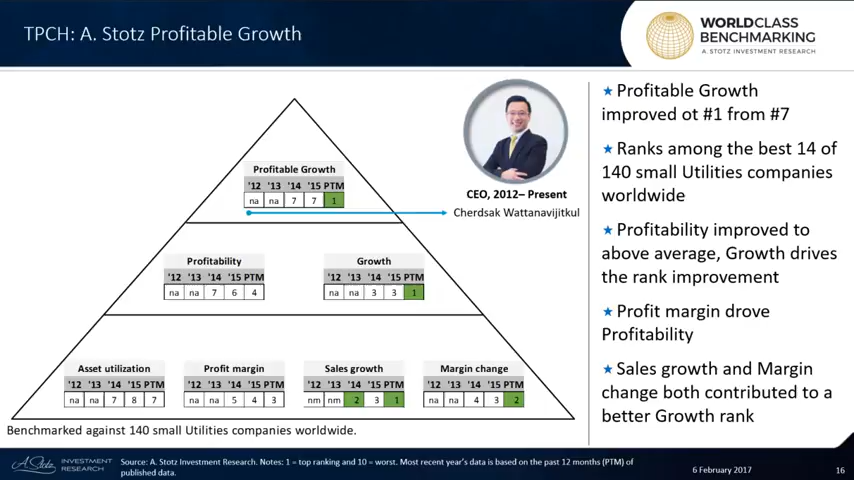 TPCH: A. Stotz Profitable Growth
WORLDCLASS
BENCHMARKING
A STOTZ INVESTMENT RESEARCH
Profitable Growth
'12 '13 '14 '15 PTM
na na 7 7 1
CEO, 2012– Present
Cherdsak Wattanavijitkul
Profitability
'12 '13 '14 '15 PTM
na na 7 6 4
Growth
'12 '13 '14 '15 PTM
na na 3 3 1
Asset utilization
'12 '13 '14 '15 PTM
na na 7 8 7
Profit margin
'12 '13 '14 '15 PTM
na na 5 4 3
Sales growth
'12 '13 '14 '15 PTM
nm nm 2 3 1
Margin change
'12 '13 '14 '15 PTM
na na 4 3 2
Benchmarked against 140 small Utilities companies worldwide.
★ Profitable Growth
improved ot #1 from #7
★ Ranks among the best 14 of
140 small Utilities companies
worldwide
★ Profitability improved to
above average, Growth drives
the rank improvement
★ Profit margin drove
Profitability
★ Sales growth and Margin
change both contributed to a
better Growth rank
A. Stotz INVESTMENT
RESEARCH
Source: A. Stotz Investment Research. Notes: 1 = top ranking and 10 = worst. Most recent year's data is based on the past 12 months (PTM) of
published data.
6 February 2017
16